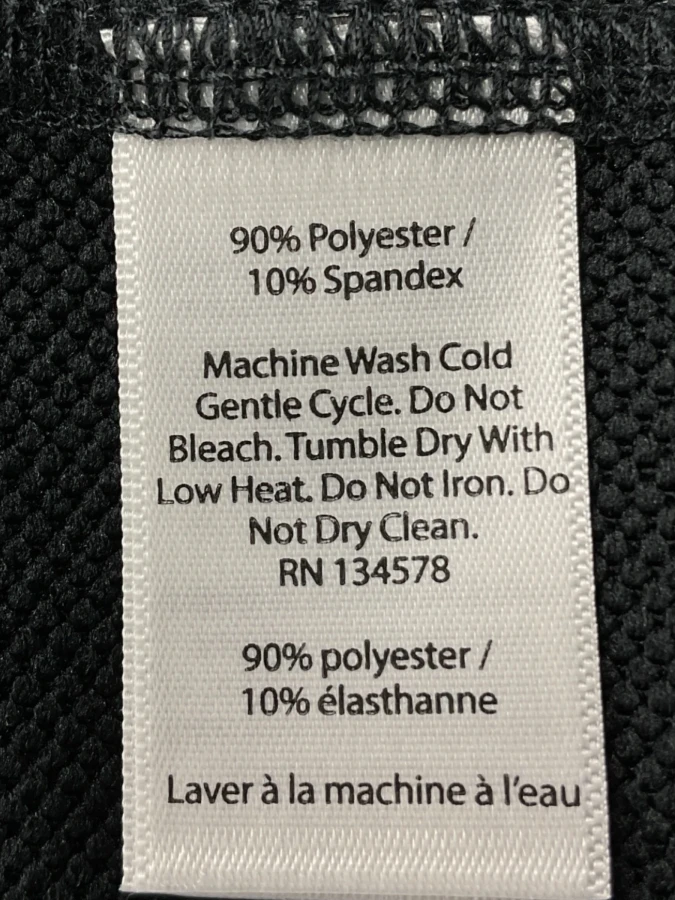 90% Polyester /
10% Spandex
Machine Wash Cold
Gentle Cycle. Do Not
Bleach. Tumble Dry With
Low Heat. Do Not Iron. Do
Not Dry Clean.
RN 134578
90% polyester /
10% élasthanne
Laver à la machine à l'eau